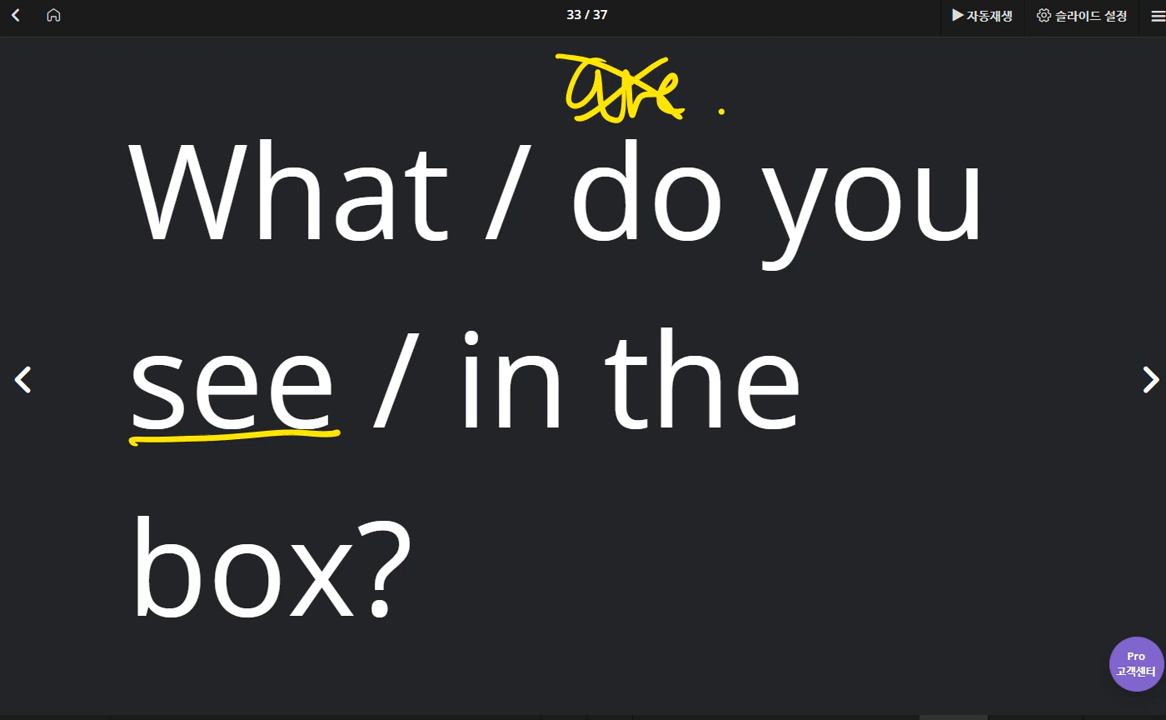 33 / 37
▶자동재생
슬라이드 설정
are .
What / do you
see / in the
box?
Pro
고객센터